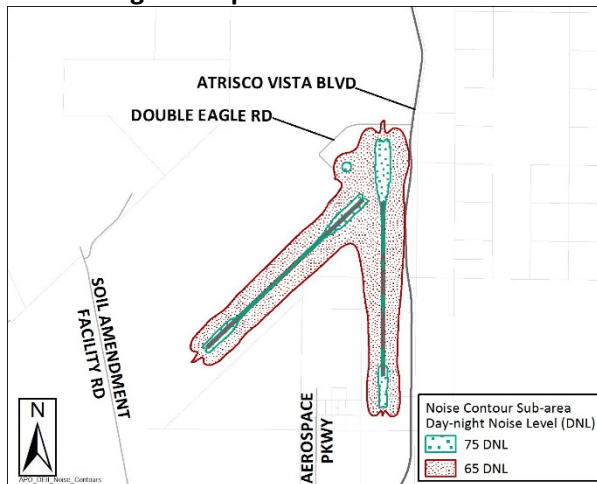 ATRISCO VISTA BLVD
DOUBLE EAGLE RD
SOIL AMENDMENT
FACILITY RD
AEROSPACE
PKWY
N
Noise Contour Sub-area
Day-night Noise Level (DNL)
75 DNL
65 DNL
APO_DEII_Noise_Contours